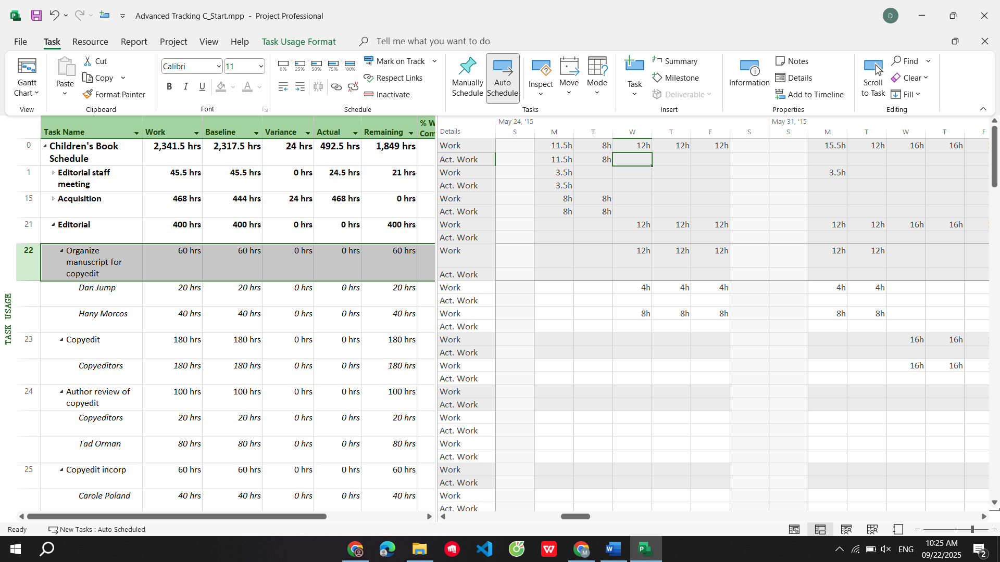 Advanced Tracking C_Start.mpp - Project Professional
D
File Task Resource Report Project View Help Task Usage Format Tell me what you want to do
Gantt Chart
View
Paste
Cut
Copy
Format Painter
Clipboard
Calibri 11
B I U A
Font
0% 25% 50% 75% 100%
Mark on Track
Respect Links
Inactivate
Schedule
Manually Schedule
Auto Schedule
Inspect
Move
Mode
Tasks
Task
Summary
Milestone
Deliverable
Insert
Information
Notes
Details
Add to Timeline
Properties
Scroll to Task
Find
Clear
Fill
Editing
Task Name Work Baseline Variance Actual Remaining % W Com
Details May 24, '15 May 31, '15
S M T W T F S S M T W T F
0 Children's Book Schedule 2,341.5 hrs 2,317.5 hrs 24 hrs 492.5 hrs 1,849 hrs Work 11.5h 8h 12h 12h 12h 15.5h 12h 16h 16h
Act. Work 11.5h 8h
1 Editorial staff meeting 45.5 hrs 45.5 hrs 0 hrs 24.5 hrs 21 hrs Work 3.5h 3.5h
Act. Work 3.5h
15 Acquisition 468 hrs 444 hrs 24 hrs 468 hrs 0 hrs Work 8h 8h
Act. Work 8h 8h
21 Editorial 400 hrs 400 hrs 0 hrs 0 hrs 400 hrs Work 12h 12h 12h 12h 12h 16h 16h
Act. Work
22 Organize manuscript for copyedit 60 hrs 60 hrs 0 hrs 0 hrs 60 hrs Work 12h 12h 12h 12h 12h
Act. Work
Dan Jump 20 hrs 20 hrs 0 hrs 0 hrs 20 hrs Work 4h 4h 4h 4h 4h
Act. Work
Hany Morcos 40 hrs 40 hrs 0 hrs 0 hrs 40 hrs Work 8h 8h 8h 8h 8h
Act. Work
23 Copyedit 180 hrs 180 hrs 0 hrs 0 hrs 180 hrs Work 16h 16h
Act. Work
Copyeditors 180 hrs 180 hrs 0 hrs 0 hrs 180 hrs Work 16h 16h
Act. Work
24 Author review of copyedit 100 hrs 100 hrs 0 hrs 0 hrs 100 hrs Work
Act. Work
Copyeditors 20 hrs 20 hrs 0 hrs 0 hrs 20 hrs Work
Act. Work
Tad Orman 80 hrs 80 hrs 0 hrs 0 hrs 80 hrs Work
Act. Work
25 Copyedit incorp 60 hrs 60 hrs 0 hrs 0 hrs 60 hrs Work
Act. Work
Carole Poland 40 hrs 40 hrs 0 hrs 0 hrs 40 hrs Work
Act. Work
TASK USAGE
Ready New Tasks : Auto Scheduled
ENG
10:25 AM
09/22/2025
2